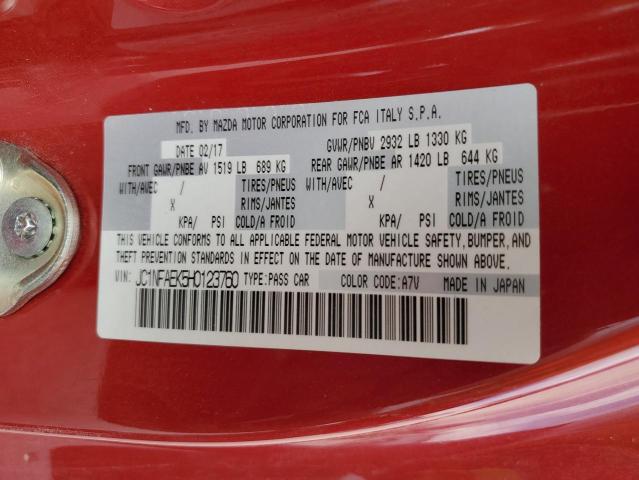 MFD. BY MAZDA MOTOR CORPORATION FOR FCA ITALY S.P.A.
DATE 02/17 GVWR/PNBV 2932 LB 1330 KG
FRONT GAWR/PNBE AV 1519 LB 689 KG REAR GAWR/PNBE AR 1420 LB 644 KG
WITH/AVEC / TIRES/PNEUS WITH/AVEC / TIRES/PNEUS
X RIMS/JANTES X RIMS/JANTES
KPA/ PSI COLD/A FROID KPA/ PSI COLD/A FROID
THIS VEHICLE CONFORMS TO ALL APPLICABLE FEDERAL MOTOR VEHICLE SAFETY, BUMPER, AND
THEFT PREVENTION STANDARDS IN EFFECT ON THE DATE OF MANUFACTURE SHOWN ABOVE.
VIN: JC1NFAEK5H0123760 TYPE:PASS CAR COLOR CODE:A7V MADE IN JAPAN